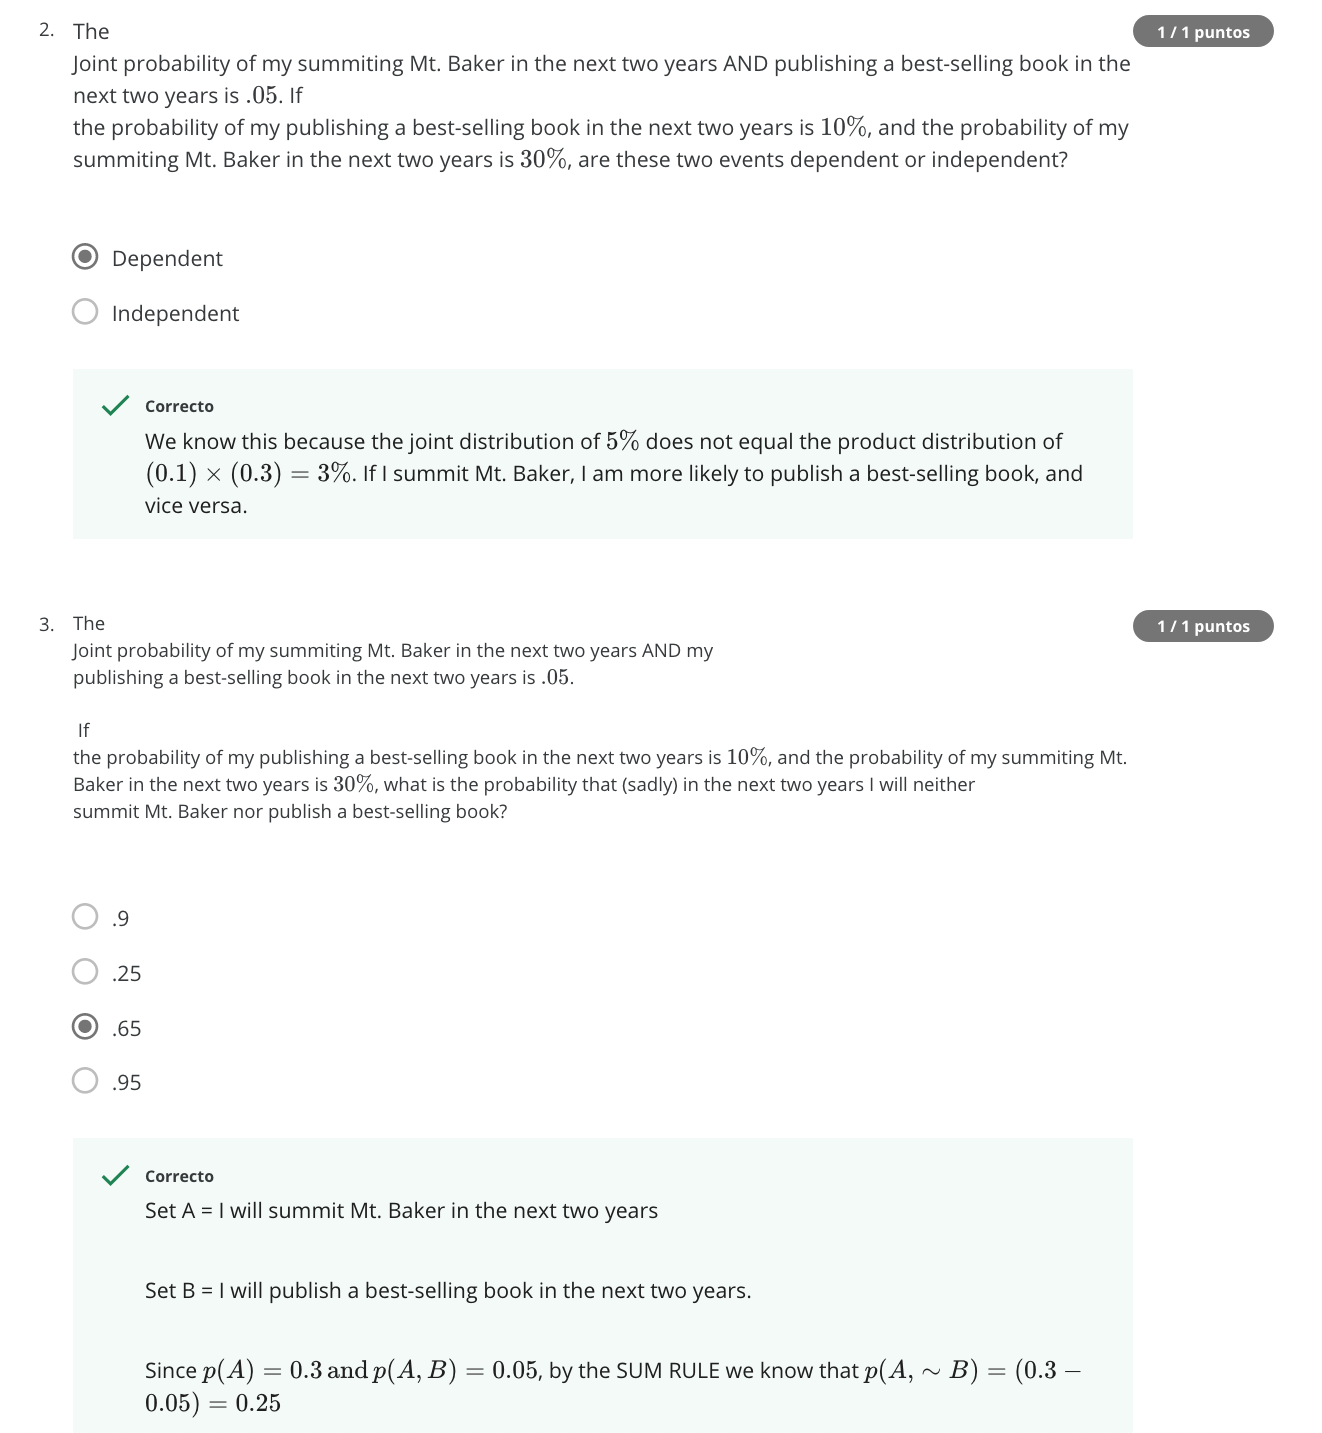 2. The
1 / 1 puntos
Joint probability of my summiting Mt. Baker in the next two years AND publishing a best-selling book in the
next two years is .05. If
the probability of my publishing a best-selling book in the next two years is 10%, and the probability of my
summiting Mt. Baker in the next two years is 30%, are these two events dependent or independent?
Dependent
Independent
Correcto
We know this because the joint distribution of 5% does not equal the product distribution of
(0.1) × (0.3) = 3%. If I summit Mt. Baker, I am more likely to publish a best-selling book, and
vice versa.
3. The
1 / 1 puntos
Joint probability of my summiting Mt. Baker in the next two years AND my
publishing a best-selling book in the next two years is .05.
If
the probability of my publishing a best-selling book in the next two years is 10%, and the probability of my summiting Mt.
Baker in the next two years is 30%, what is the probability that (sadly) in the next two years I will neither
summit Mt. Baker nor publish a best-selling book?
.9
.25
.65
.95
Correcto
Set A = I will summit Mt. Baker in the next two years
Set B = I will publish a best-selling book in the next two years.
Since p(A) = 0.3 and p(A, B) = 0.05, by the SUM RULE we know that p(A, ∼ B) = (0.3 −
0.05) = 0.25